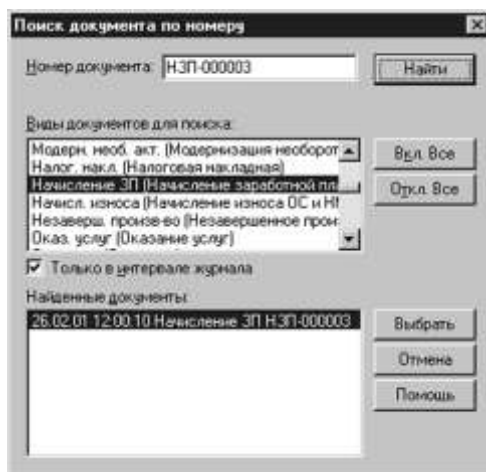 Поиск документа по номеру
Номер документа: НЗП-000003
Найти
Виды документов для поиска:
Модерн. необ. акт. (Модернизация необорот
Налог. накл. (Налоговая накладная)
Начисление ЗП (Начисление заработной пла
Начисл. износа (Начисление износа ОС и НМ
Незаверш. произв-во (Незавершенное прои
Оказ. услуг (Оказание услуг)
Вкл. Все
Откл. Все
Только в интервале журнала
Найденные документы:
26.02.01 12:00:10 Начисление ЗП НЗП-000003
Выбрать
Отмена
Помощь